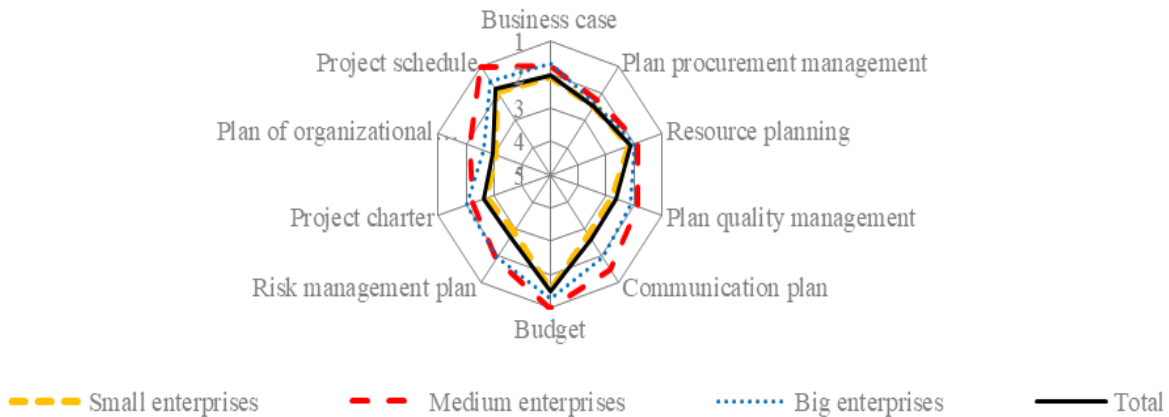 Business case
1
Project schedule
Plan procurement management
2
3
Plan of organizational ...
Resource planning
4
5
Project charter
Plan quality management
Risk management plan
Communication plan
Budget
Small enterprises
Medium enterprises
Big enterprises
Total